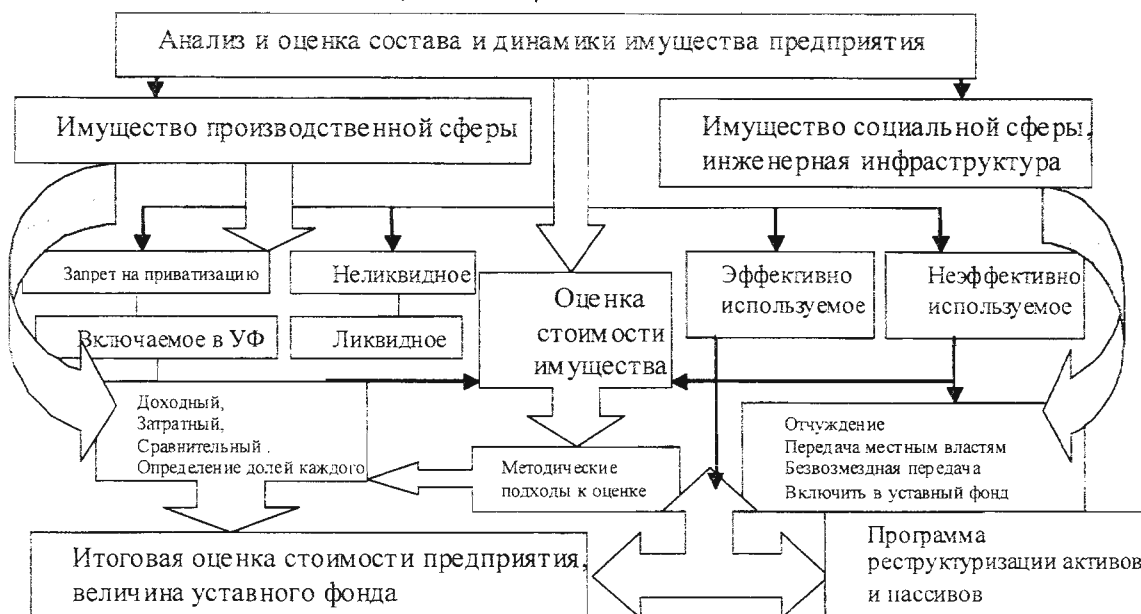 Анализ и оценка состава и динамики имущества предприятия
Имущество производственной сферы
Имущество социальной сферы,
инженерная инфраструктура
Запрет на приватизацию
Неликвидное
Оценка
стоимости
имущества
Эффективно
используемое
Неэффективно
используемое
Включаемое в УФ
Ликвидное
Доходный,
Затратный,
Сравнительный .
Определение долей каждого
Методические
подходы к оценке
Отчуждение
Передача местным властям
Безвозмездная передача
Включить в уставный фонд
Итоговая оценка стоимости предприятия,
величина уставного фонда
Программа
реструктуризации активов
и пассивов